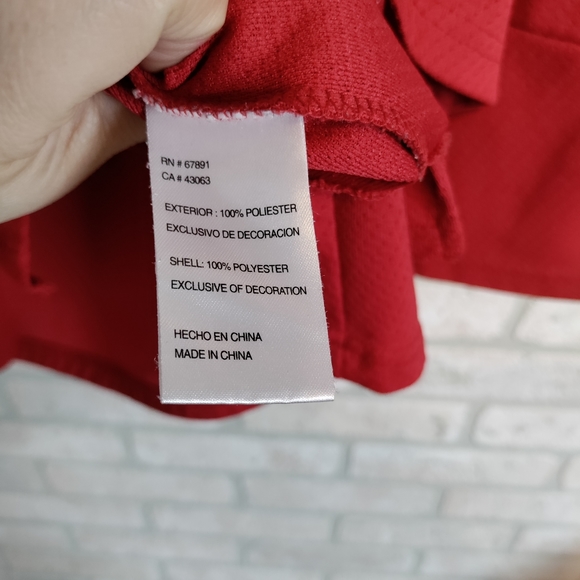 RN # 67891
CA # 43063
EXTERIOR : 100% POLIESTER
EXCLUSIVO DE DECORACION
SHELL: 100% POLYESTER
EXCLUSIVE OF DECORATION
HECHO EN CHINA
MADE IN CHINA